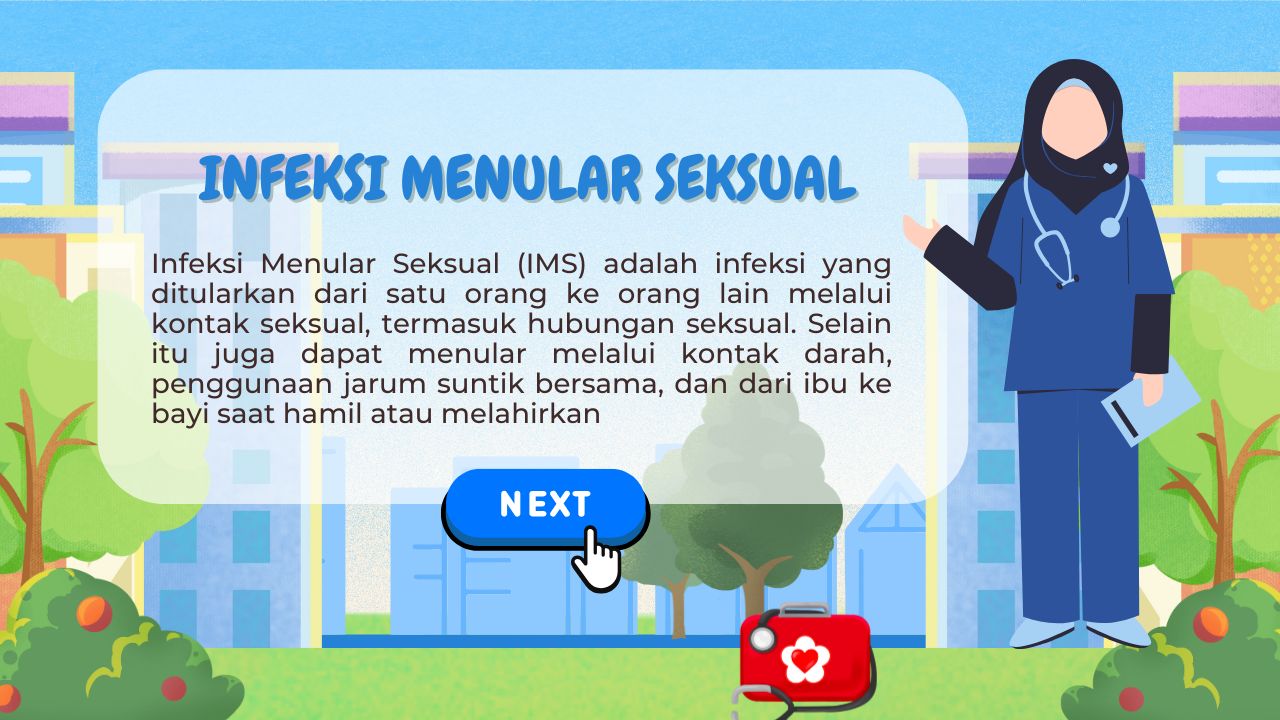 INFEKSI MENULAR SEKSUAL
Infeksi Menular Seksual (IMS) adalah infeksi yang
ditularkan dari satu orang ke orang lain melalui
kontak seksual, termasuk hubungan seksual. Selain
itu juga dapat menular melalui kontak darah,
penggunaan jarum suntik bersama, dan dari ibu ke
bayi saat hamil atau melahirkan
NEXT